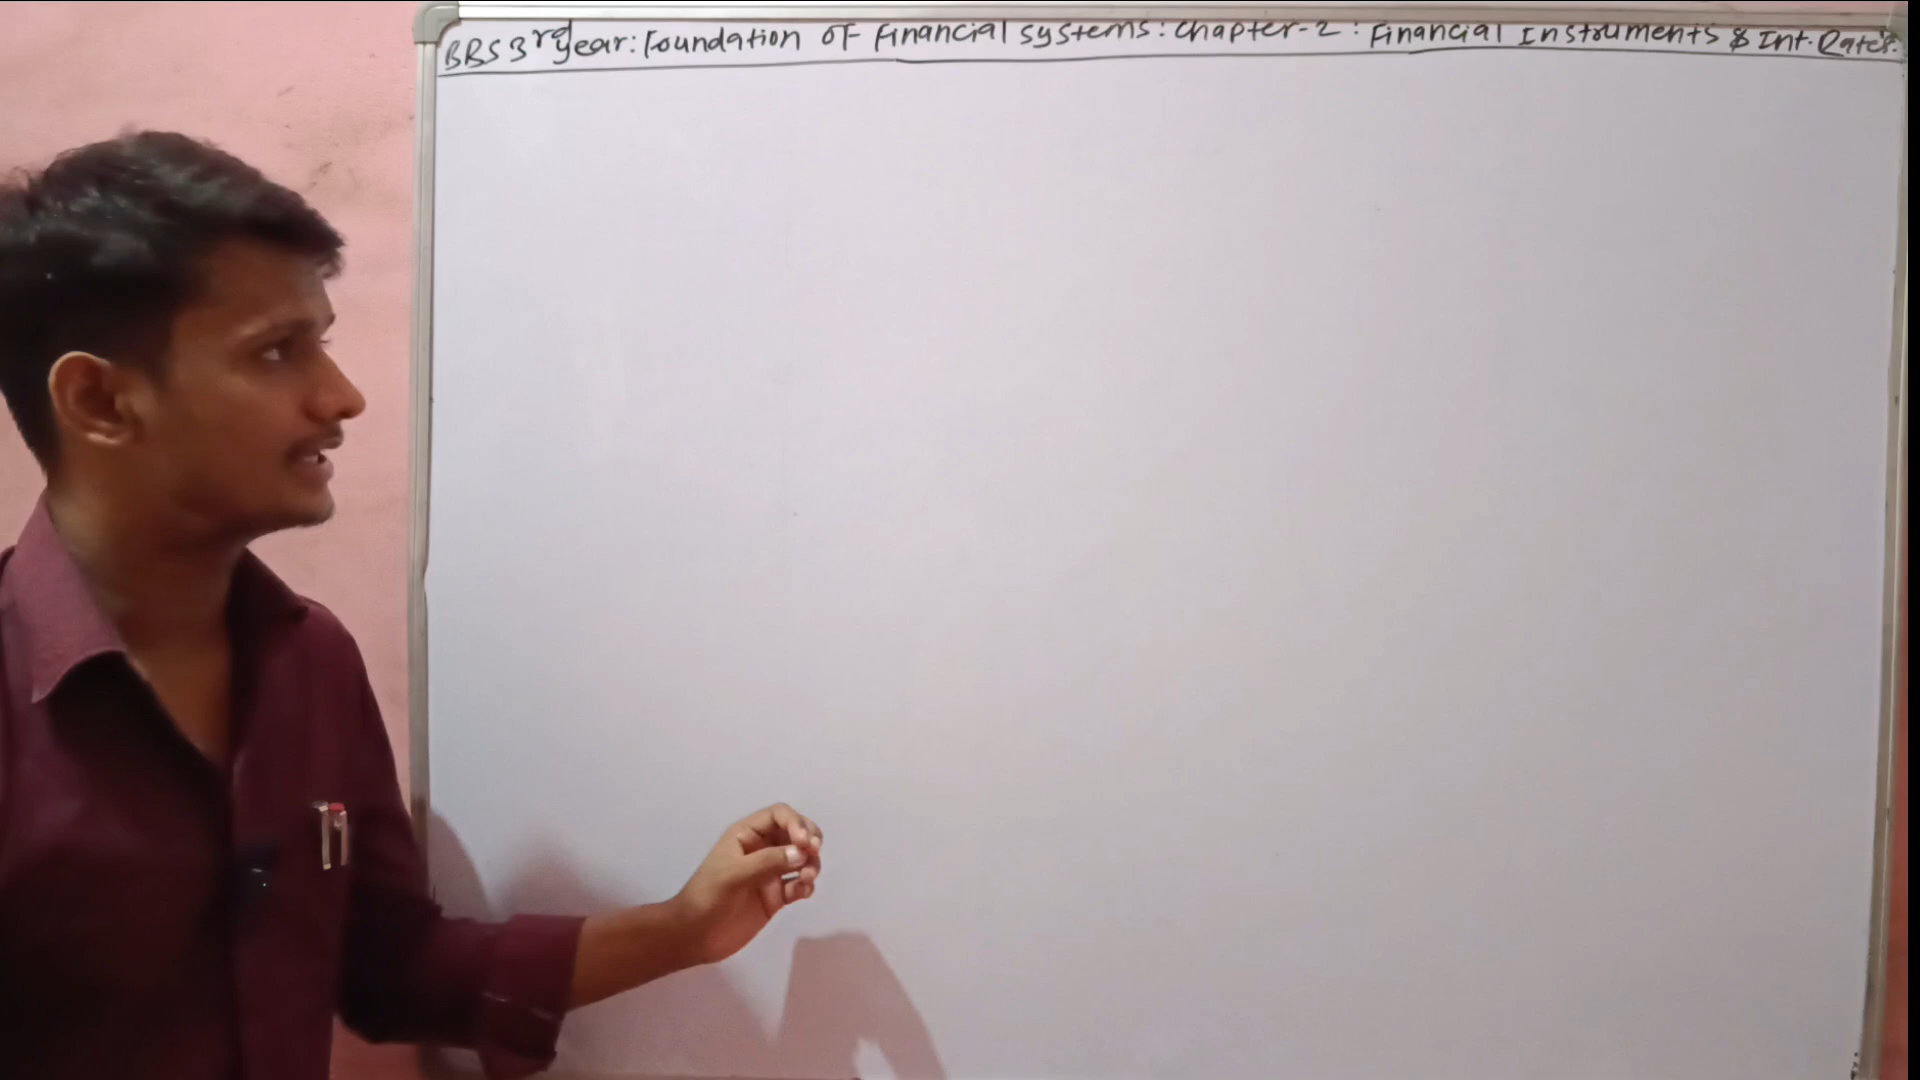 BBS 3rd year: Foundation of Financial systems: Chapter-2: Financial Instruments & Int. Rates.